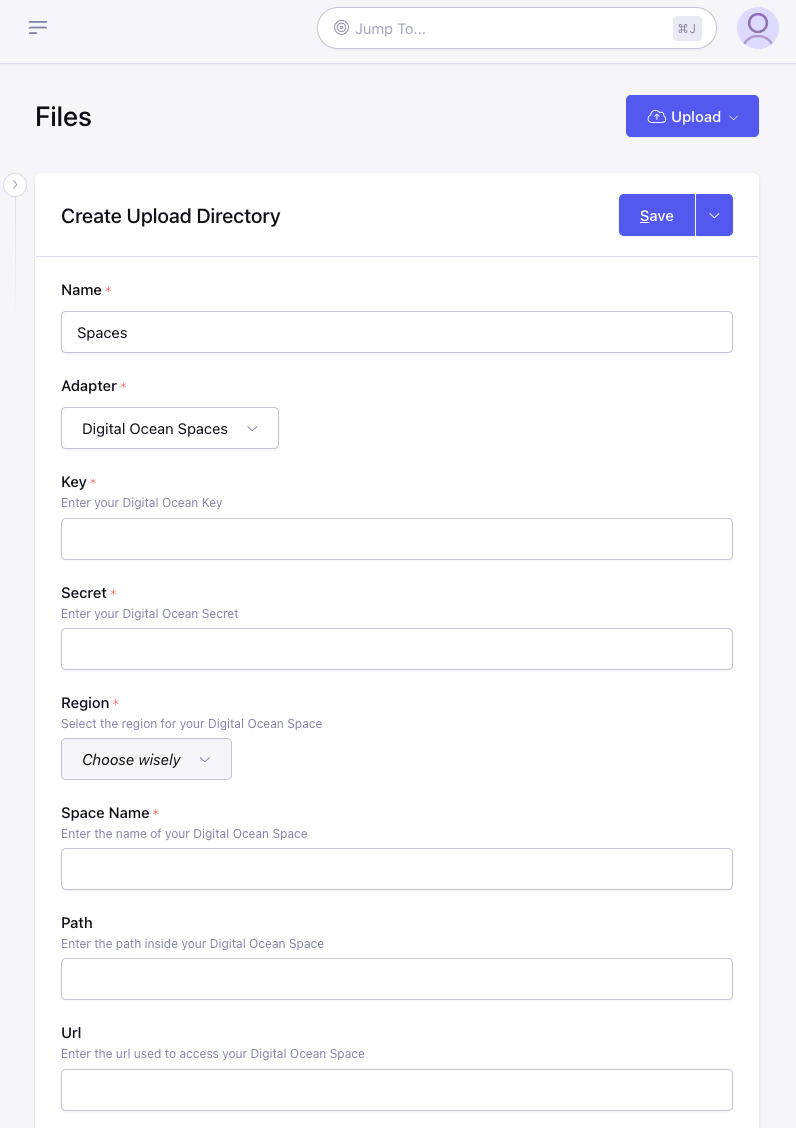 Jump To...
⌘J
Files
Upload
Create Upload Directory
Save
Name *
Spaces
Adapter *
Digital Ocean Spaces
Key *
Enter your Digital Ocean Key
Secret *
Enter your Digital Ocean Secret
Region *
Select the region for your Digital Ocean Space
Choose wisely
Space Name *
Enter the name of your Digital Ocean Space
Path
Enter the path inside your Digital Ocean Space
Url
Enter the url used to access your Digital Ocean Space